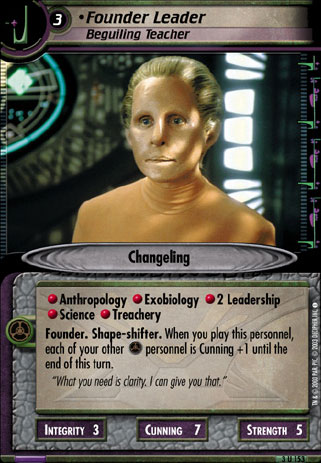 3
•Founder Leader
Beguiling Teacher
Changeling
Anthropology Exobiology 2 Leadership
Science Treachery
Founder. Shape-shifter. When you play this personnel,
each of your other personnel is Cunning +1 until the
end of this turn.
"What you need is clarity. I can give you that."
INTEGRITY 3 CUNNING 7 STRENGTH 5
3 U 153